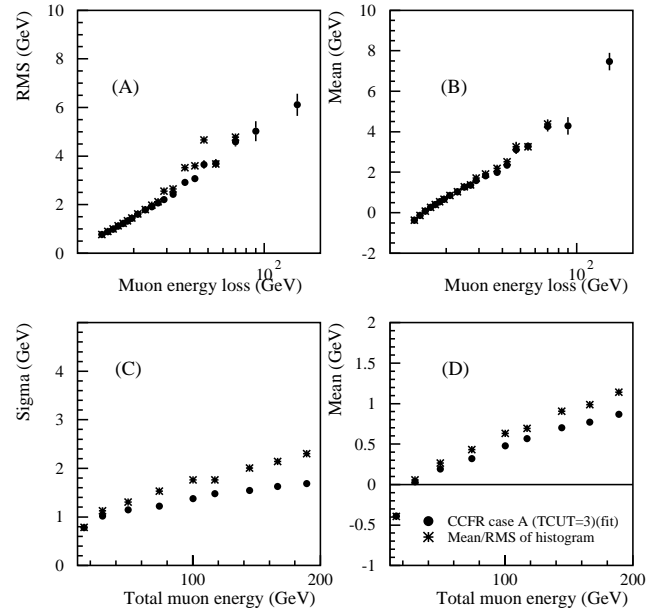 RMS (GeV)
10
8
6
4
2
0
(A)
10²
Muon energy loss (GeV)
Mean (GeV)
10
8
6
4
2
0
-2
(B)
10²
Muon energy loss (GeV)
Sigma (GeV)
4
3
2
1
0
(C)
100
200
Total muon energy (GeV)
Mean (GeV)
2
1.5
1
0.5
0
-0.5
-1
(D)
CCFR case A (TCUT=3)(fit)
Mean/RMS of histogram
100
200
Total muon energy (GeV)